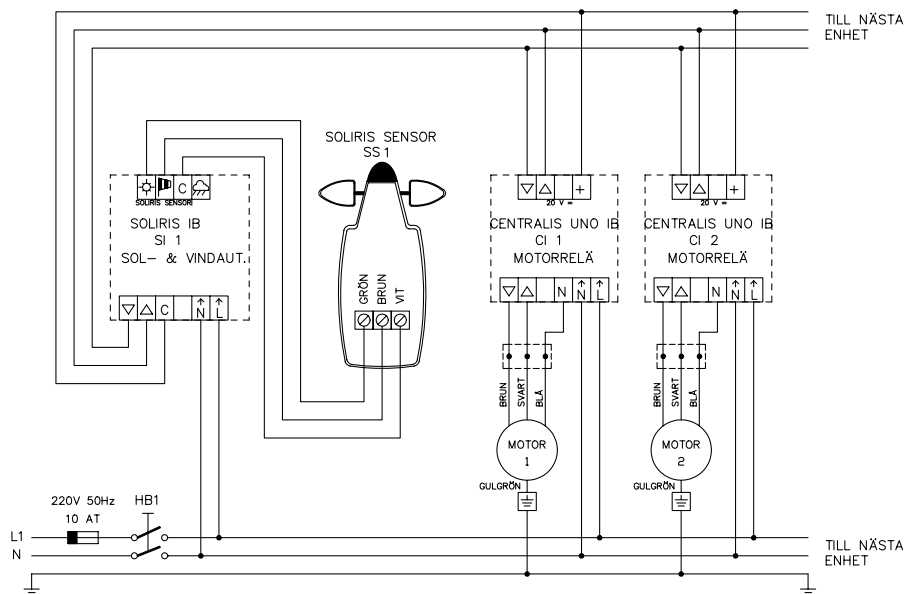 TILL NÄSTA
ENHET
SOLIRIS SENSOR
SS 1
C
SOLIRIS SENSOR
SOLIRIS IB
SI 1
SOL- & VINDAUT.
C
N
L
GRÖN
BRUN
VIT
+
20 V =
CENTRALIS UNO IB
CI 1
MOTORRELÄ
N
N
L
+
20 V =
CENTRALIS UNO IB
CI 2
MOTORRELÄ
N
N
L
BRUN
SVART
BLÅ
MOTOR
1
GULGRÖN
BRUN
SVART
BLÅ
MOTOR
2
GULGRÖN
220V 50Hz
10 AT
HB1
L1
N
TILL NÄSTA
ENHET